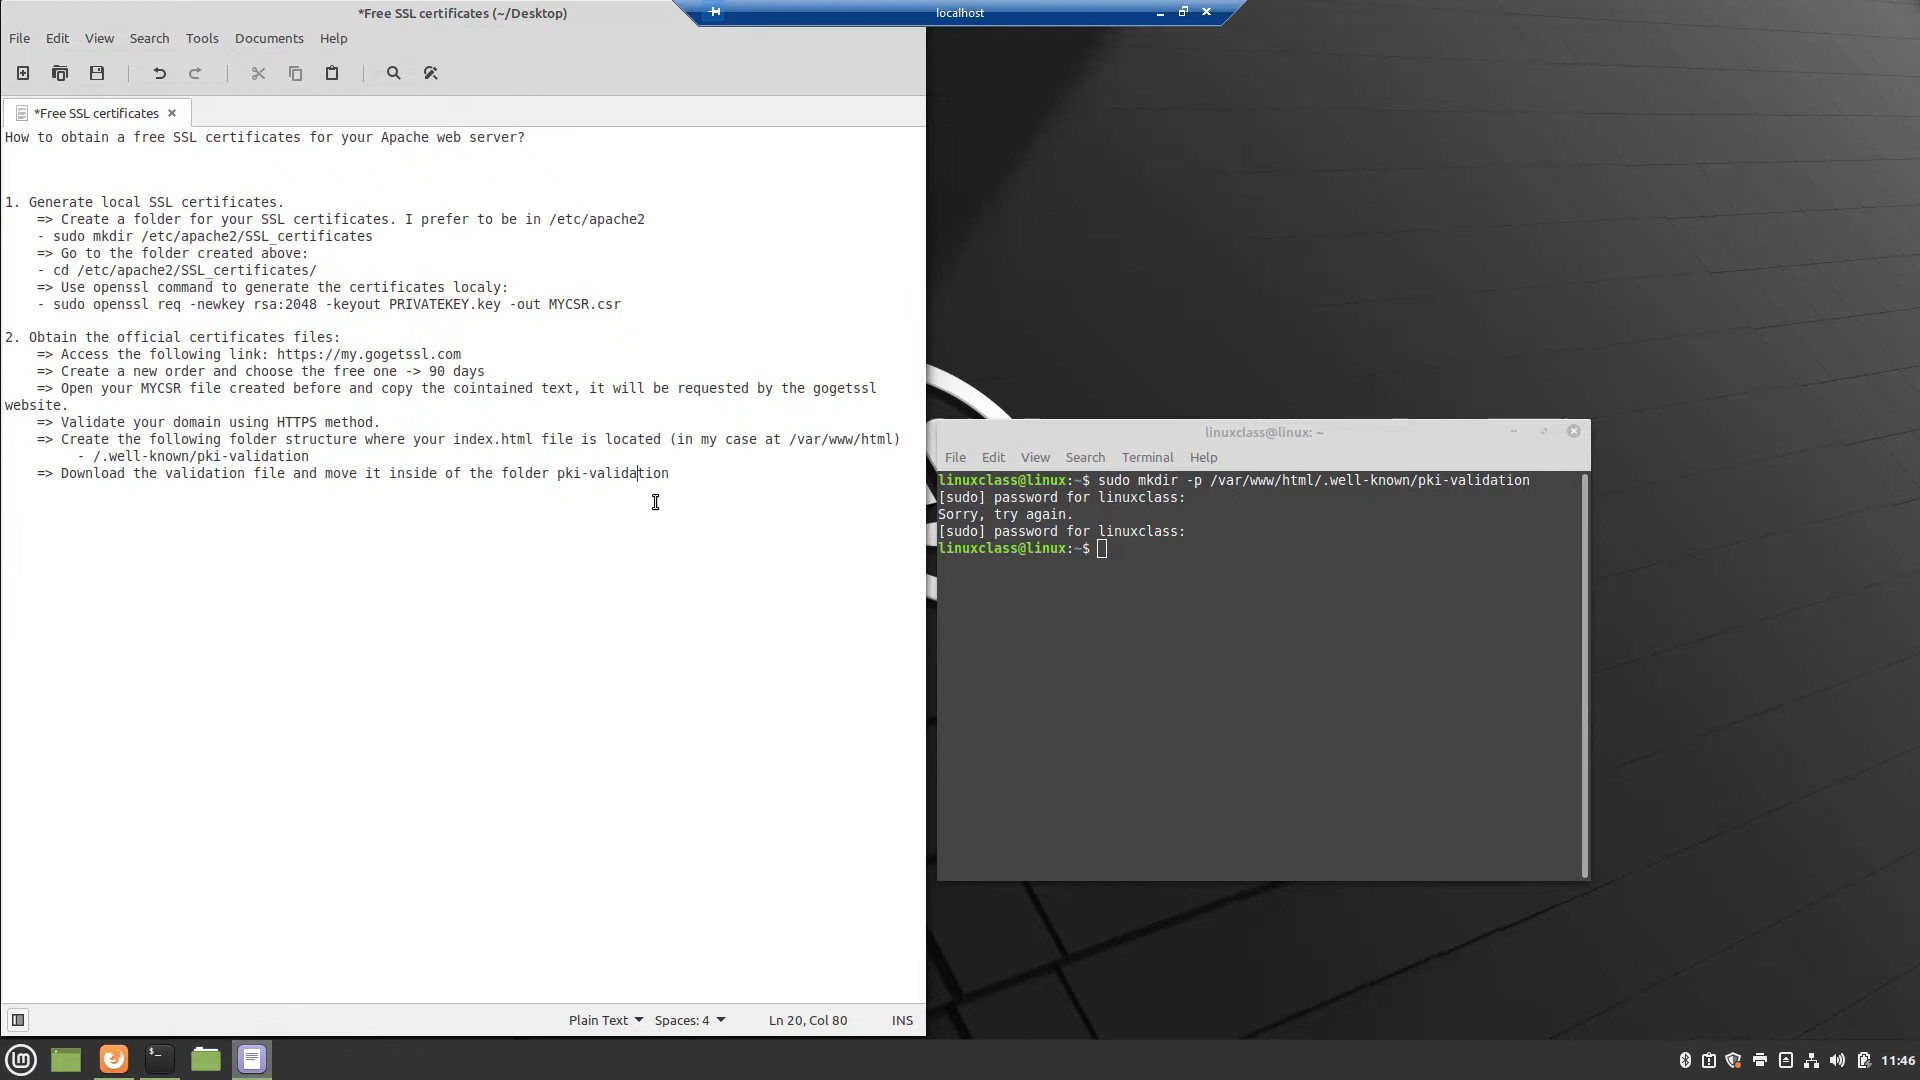 *Free SSL certificates (~/Desktop)
localhost
File Edit View Search Tools Documents Help
*Free SSL certificates
How to obtain a free SSL certificates for your Apache web server?
1. Generate local SSL certificates.
=> Create a folder for your SSL certificates. I prefer to be in /etc/apache2
- sudo mkdir /etc/apache2/SSL_certificates
=> Go to the folder created above:
- cd /etc/apache2/SSL_certificates/
=> Use openssl command to generate the certificates localy:
- sudo openssl req -newkey rsa:2048 -keyout PRIVATEKEY.key -out MYCSR.csr
2. Obtain the official certificates files:
=> Access the following link: https://my.gogetssl.com
=> Create a new order and choose the free one -> 90 days
=> Open your MYCSR file created before and copy the cointained text, it will be requested by the gogetssl
website.
=> Validate your domain using HTTPS method.
=> Create the following folder structure where your index.html file is located (in my case at /var/www/html)
- /.well-known/pki-validation
=> Download the validation file and move it inside of the folder pki-validation
Plain Text Spaces: 4 Ln 20, Col 80 INS
linuxclass@linux: ~
File Edit View Search Terminal Help
linuxclass@linux:~$ sudo mkdir -p /var/www/html/.well-known/pki-validation
[sudo] password for linuxclass:
Sorry, try again.
[sudo] password for linuxclass:
linuxclass@linux:~$
11:46